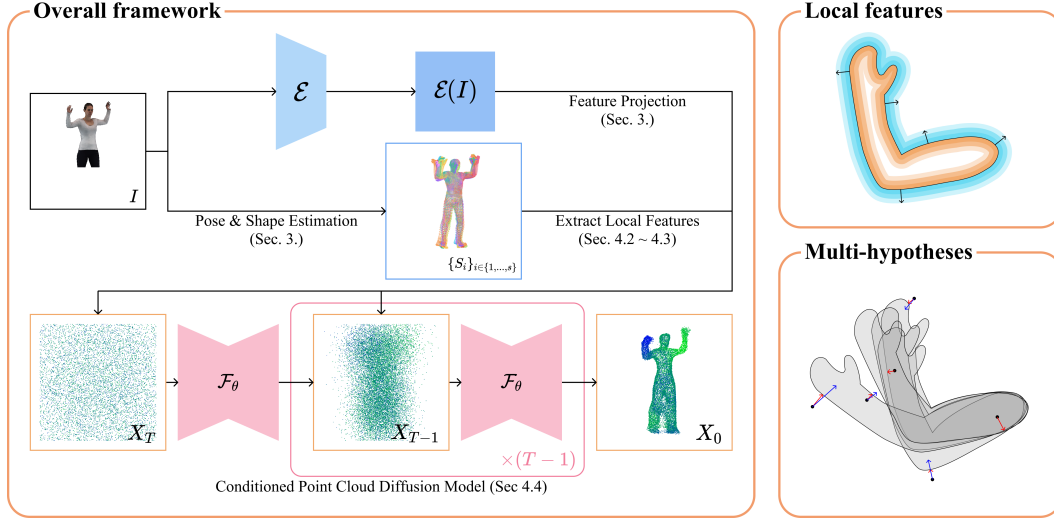 Overall framework
Local features
ℰ
ℰ(I)
Feature Projection
(Sec. 3.)
I
Pose & Shape Estimation
(Sec. 3.)
Extract Local Features
(Sec. 4.2 ~ 4.3)
{S_i}_{i∈{1,...,s}}
Multi-hypotheses
ℱ_θ
ℱ_θ
X_T
X_{T−1}
X_0
×(T − 1)
Conditioned Point Cloud Diffusion Model (Sec 4.4)